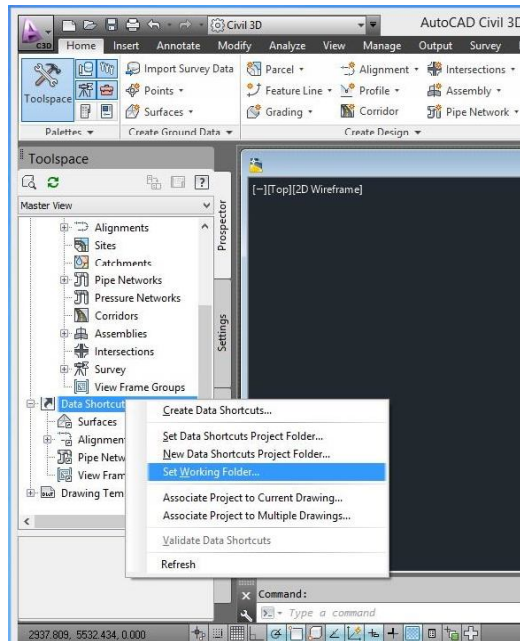 Civil 3D
AutoCAD Civil 3D
C3D
Home Insert Annotate Modify Analyze View Manage Output Survey
Toolspace
Import Survey Data
Points
Surfaces
Parcel
Feature Line
Grading
Alignment
Profile
Corridor
Intersections
Assembly
Pipe Network
Palettes
Create Ground Data
Create Design
Toolspace
Master View
Prospector
Settings
Alignments
Sites
Catchments
Pipe Networks
Pressure Networks
Corridors
Assemblies
Intersections
Survey
View Frame Groups
Data Shortcut
Surfaces
Alignmen
Pipe Netw
View Fram
Drawing Tem
Create Data Shortcuts...
Set Data Shortcuts Project Folder...
New Data Shortcuts Project Folder...
Set Working Folder...
Associate Project to Current Drawing...
Associate Project to Multiple Drawings...
Validate Data Shortcuts
Refresh
[−][Top][2D Wireframe]
Command:
Type a command
2937.809, 5532.434, 0.000